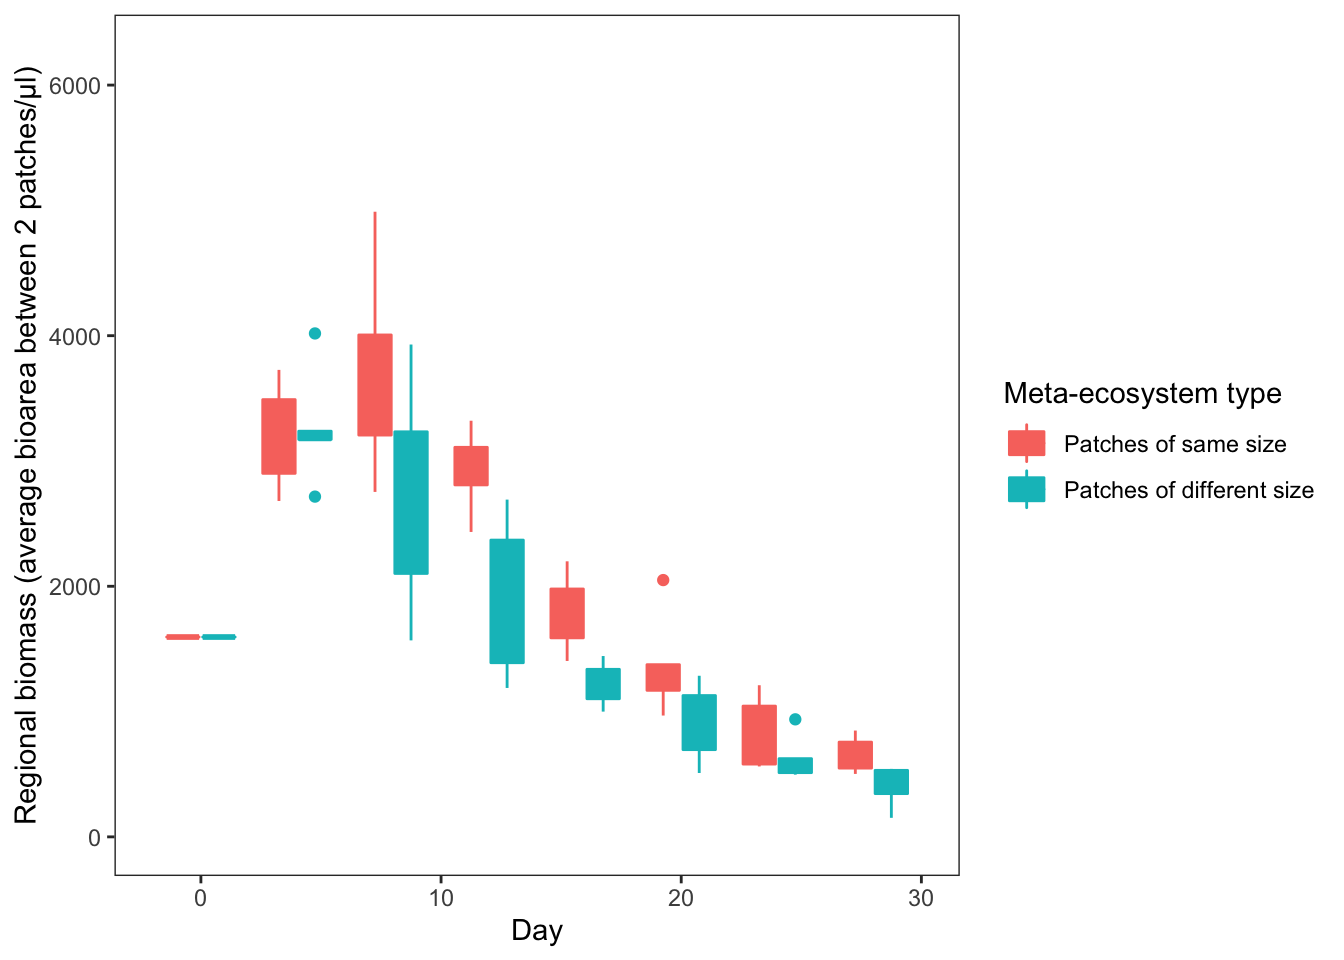 Regional biomass (average bioarea between 2 patches/μl)
6000
4000
2000
0
0
10
20
30
Day
Meta-ecosystem type
Patches of same size
Patches of different size